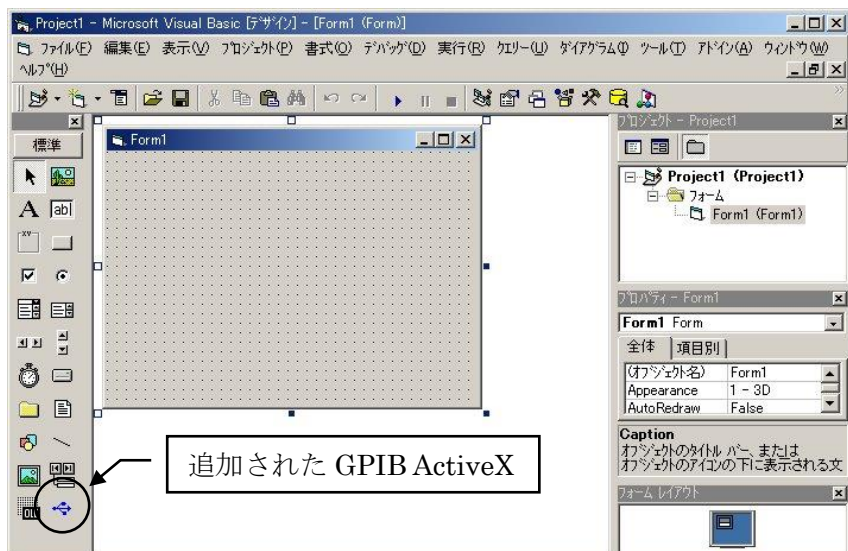 Project1 - Microsoft Visual Basic [ﾃﾞｻﾞｲﾝ] - [Form1 (Form)]
ﾌｧｲﾙ(F) 編集(E) 表示(V) ﾌﾟﾛｼﾞｪｸﾄ(P) 書式(O) ﾃﾞﾊﾞｯｸﾞ(D) 実行(R) ｸｴﾘｰ(U) ﾀﾞｲｱｸﾞﾗﾑ(I) ﾂｰﾙ(T) ｱﾄﾞｲﾝ(A) ｳｨﾝﾄﾞｳ(W)
ﾍﾙﾌﾟ(H)
標準
A ab|
XY
OLE
Form1
追加された GPIB ActiveX
ﾌﾟﾛｼﾞｪｸﾄ - Project1
Project1 (Project1)
ﾌｫｰﾑ
Form1 (Form1)
ﾌﾟﾛﾊﾟﾃｨ - Form1
Form1 Form
全体 項目別
(ｵﾌﾞｼﾞｪｸﾄ名) Form1
Appearance 1 - 3D
AutoRedraw False
Caption
ｵﾌﾞｼﾞｪｸﾄのﾀｲﾄﾙ ﾊﾞｰ、または
ｵﾌﾞｼﾞｪｸﾄのｱｲｺﾝの下に表示される文
ﾌｫｰﾑ ﾚｲｱｳﾄ